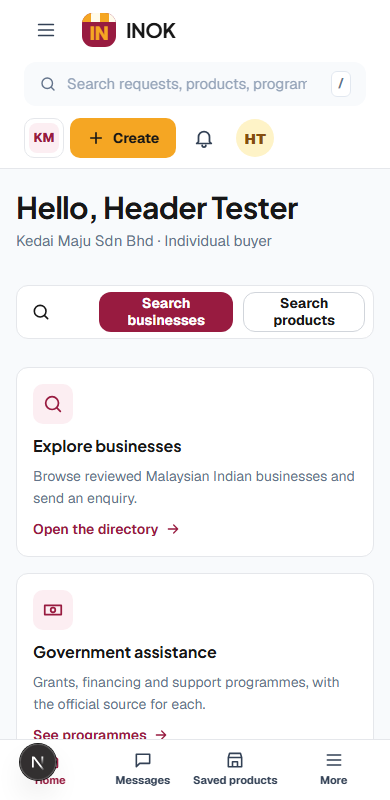 IN INOK
Search requests, products, program /
KM + Create HT
Hello, Header Tester
Kedai Maju Sdn Bhd · Individual buyer
Search businesses
Search products
Explore businesses
Browse reviewed Malaysian Indian businesses and
send an enquiry.
Open the directory →
Government assistance
Grants, financing and support programmes, with
the official source for each.
See programmes →
N
Home Messages Saved products More